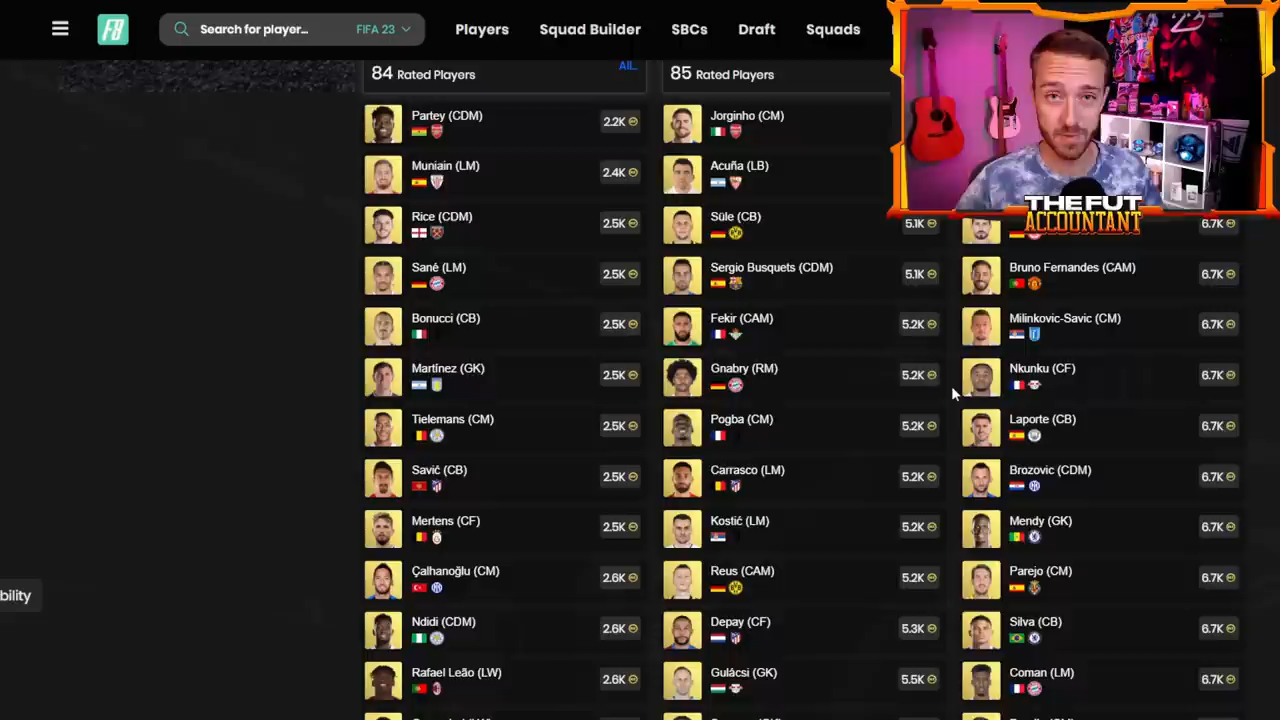 F8
Search for player...
FIFA 23
Players
Squad Builder
SBCs
Draft
Squads
23
THE FUT
ACCOUNTANT
84 Rated Players
All..
Partey (CDM)
2.2K
Muniain (LM)
2.4K
Rice (CDM)
2.5K
Sané (LM)
2.5K
Bonucci (CB)
2.5K
Martínez (GK)
2.5K
Tielemans (CM)
2.5K
Savić (CB)
2.5K
Mertens (CF)
2.5K
Çalhanoğlu (CM)
2.6K
Ndidi (CDM)
2.6K
Rafael Leão (LW)
2.6K
85 Rated Players
Jorginho (CM)
Acuña (LB)
Süle (CB)
5.1K
Sergio Busquets (CDM)
5.1K
Fekir (CAM)
5.2K
Gnabry (RM)
5.2K
Pogba (CM)
5.2K
Carrasco (LM)
5.2K
Kostić (LM)
5.2K
Reus (CAM)
5.2K
Depay (CF)
5.3K
Gulácsi (GK)
5.5K
6.7K
Bruno Fernandes (CAM)
6.7K
Milinkovic-Savic (CM)
6.7K
Nkunku (CF)
6.7K
Laporte (CB)
6.7K
Brozovic (CDM)
6.7K
Mendy (GK)
6.7K
Parejo (CM)
6.7K
Silva (CB)
6.7K
Coman (LM)
6.7K
bility